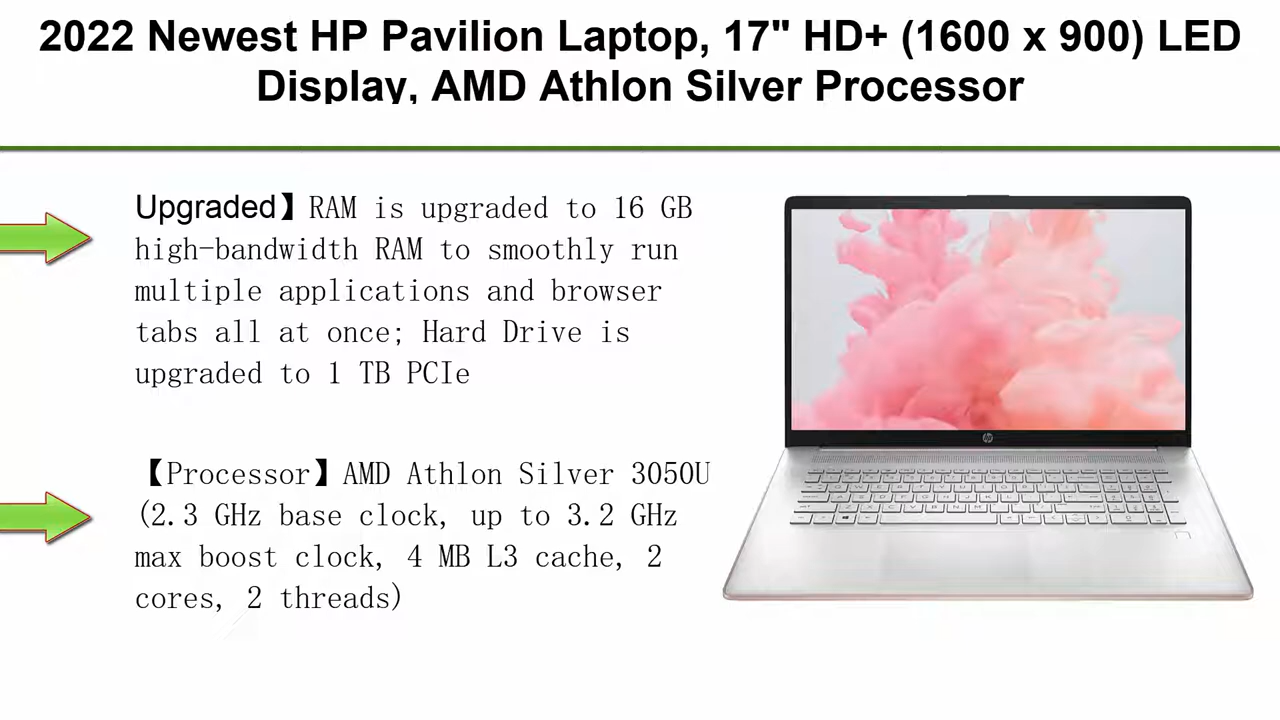 2022 Newest HP Pavilion Laptop, 17" HD+ (1600 x 900) LED
Display, AMD Athlon Silver Processor
Upgraded】RAM is upgraded to 16 GB
high-bandwidth RAM to smoothly run
multiple applications and browser
tabs all at once; Hard Drive is
upgraded to 1 TB PCIe
【Processor】AMD Athlon Silver 3050U
(2.3 GHz base clock, up to 3.2 GHz
max boost clock, 4 MB L3 cache, 2
cores, 2 threads)
hp